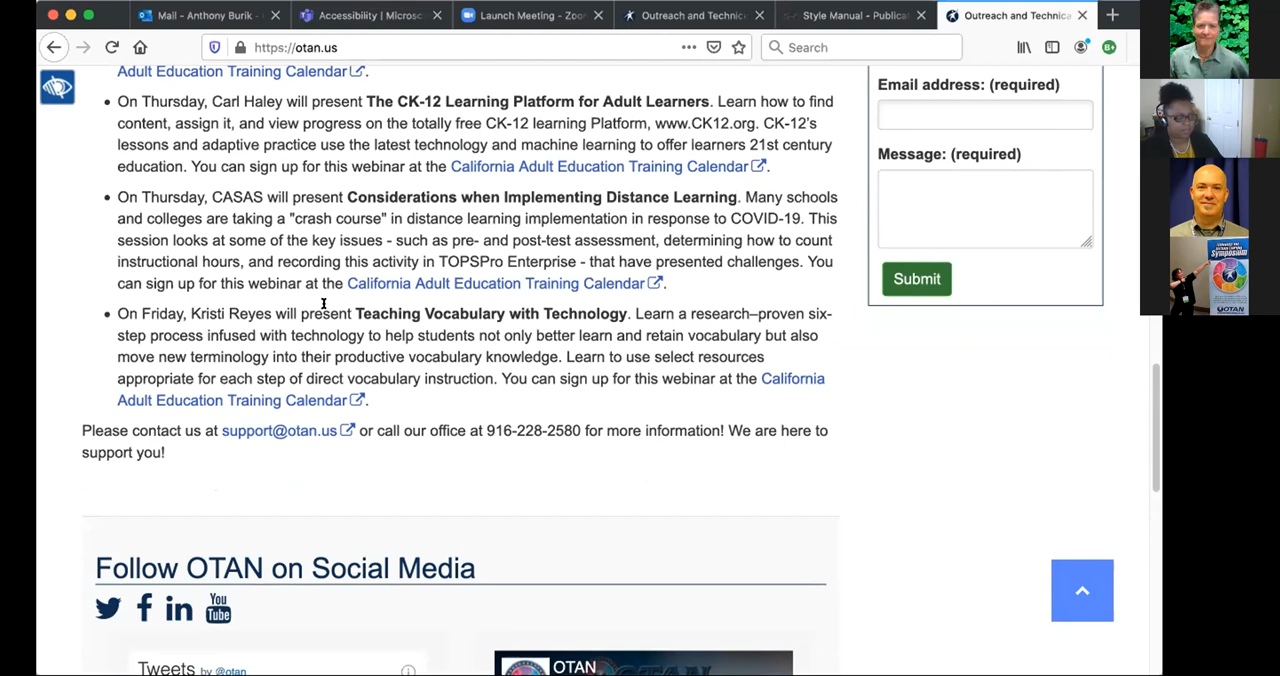 Mail - Anthony Burik -
Accessibility | Microsc
Launch Meeting - Zoo
Outreach and Technic
Style Manual - Publicat
Outreach and Technica
https://otan.us
Search
Adult Education Training Calendar.
• On Thursday, Carl Haley will present The CK-12 Learning Platform for Adult Learners. Learn how to find
content, assign it, and view progress on the totally free CK-12 learning Platform, www.CK12.org. CK-12's
lessons and adaptive practice use the latest technology and machine learning to offer learners 21st century
education. You can sign up for this webinar at the California Adult Education Training Calendar.
• On Thursday, CASAS will present Considerations when Implementing Distance Learning. Many schools
and colleges are taking a "crash course" in distance learning implementation in response to COVID-19. This
session looks at some of the key issues - such as pre- and post-test assessment, determining how to count
instructional hours, and recording this activity in TOPSPro Enterprise - that have presented challenges. You
can sign up for this webinar at the California Adult Education Training Calendar.
• On Friday, Kristi Reyes will present Teaching Vocabulary with Technology. Learn a research–proven six-
step process infused with technology to help students not only better learn and retain vocabulary but also
move new terminology into their productive vocabulary knowledge. Learn to use select resources
appropriate for each step of direct vocabulary instruction. You can sign up for this webinar at the California
Adult Education Training Calendar.
Please contact us at support@otan.us or call our office at 916-228-2580 for more information! We are here to
support you!
Email address: (required)
Message: (required)
Submit
Follow OTAN on Social Media
You
Tube
Tweets by @otan
OTAN
OTAN
Symposium
OTAN